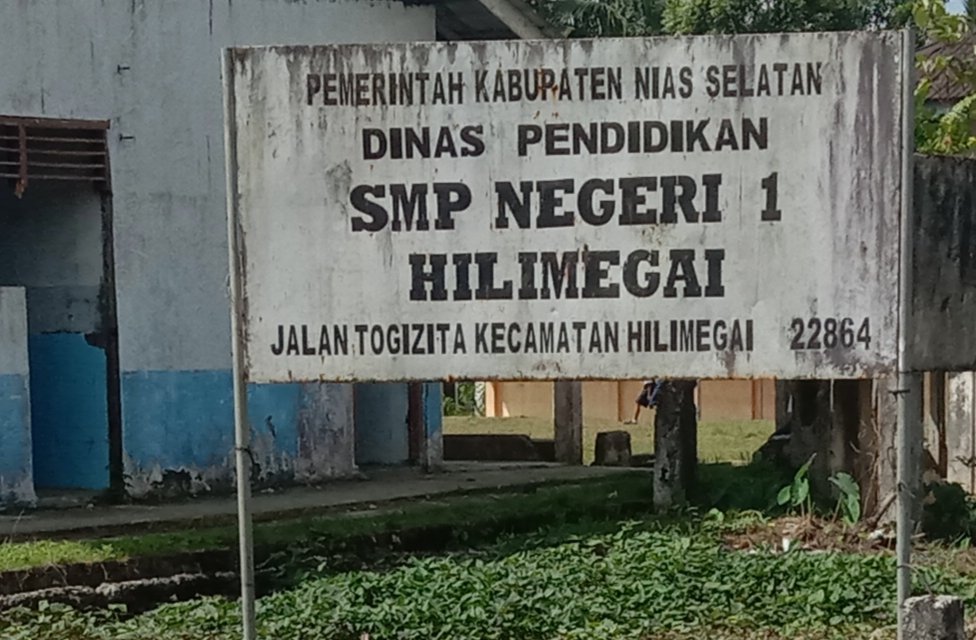 PEMERINTAH KABUPATEN NIAS SELATAN
DINAS PENDIDIKAN
SMP NEGERI 1
HILIMEGAI
JALAN TOGIZITA KECAMATAN HILIMEGAI 22864